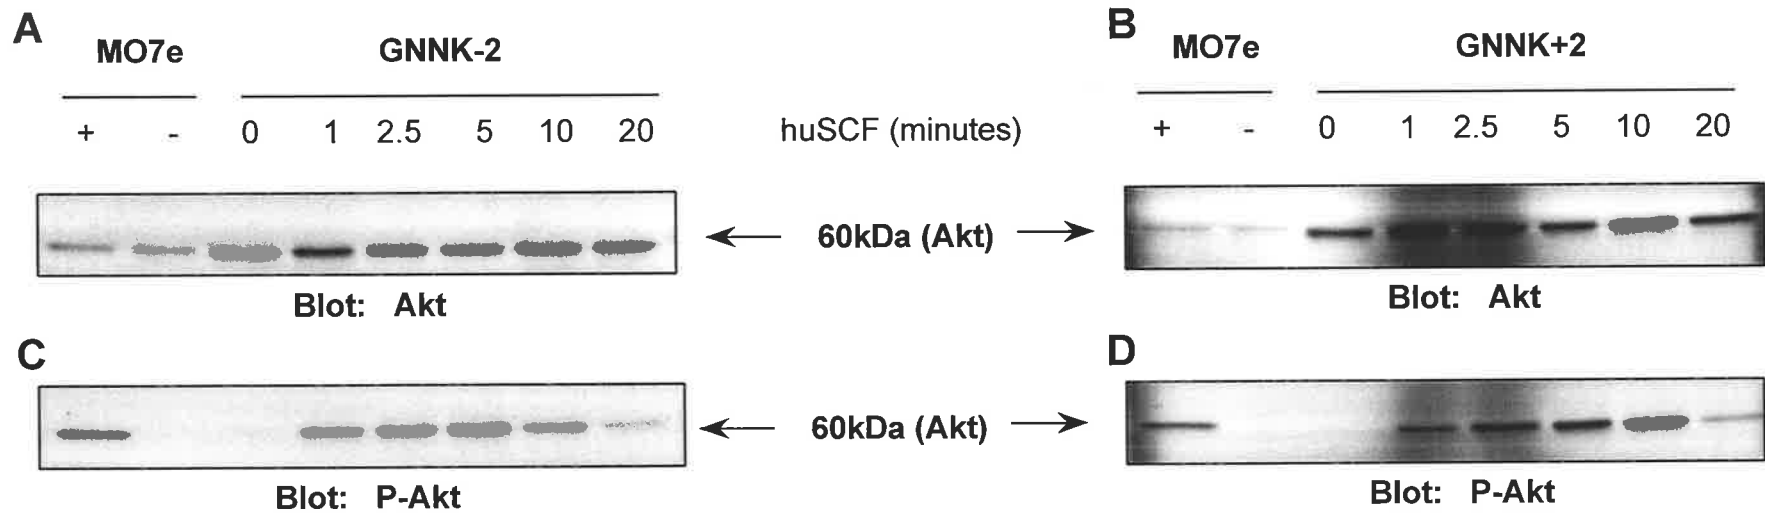 A
MO7e GNNK-2
+ - 0 1 2.5 5 10 20
huSCF (minutes)
B
MO7e GNNK+2
+ - 0 1 2.5 5 10 20
60kDa (Akt)
Blot: Akt
Blot: Akt
C
D
60kDa (Akt)
Blot: P-Akt
Blot: P-Akt